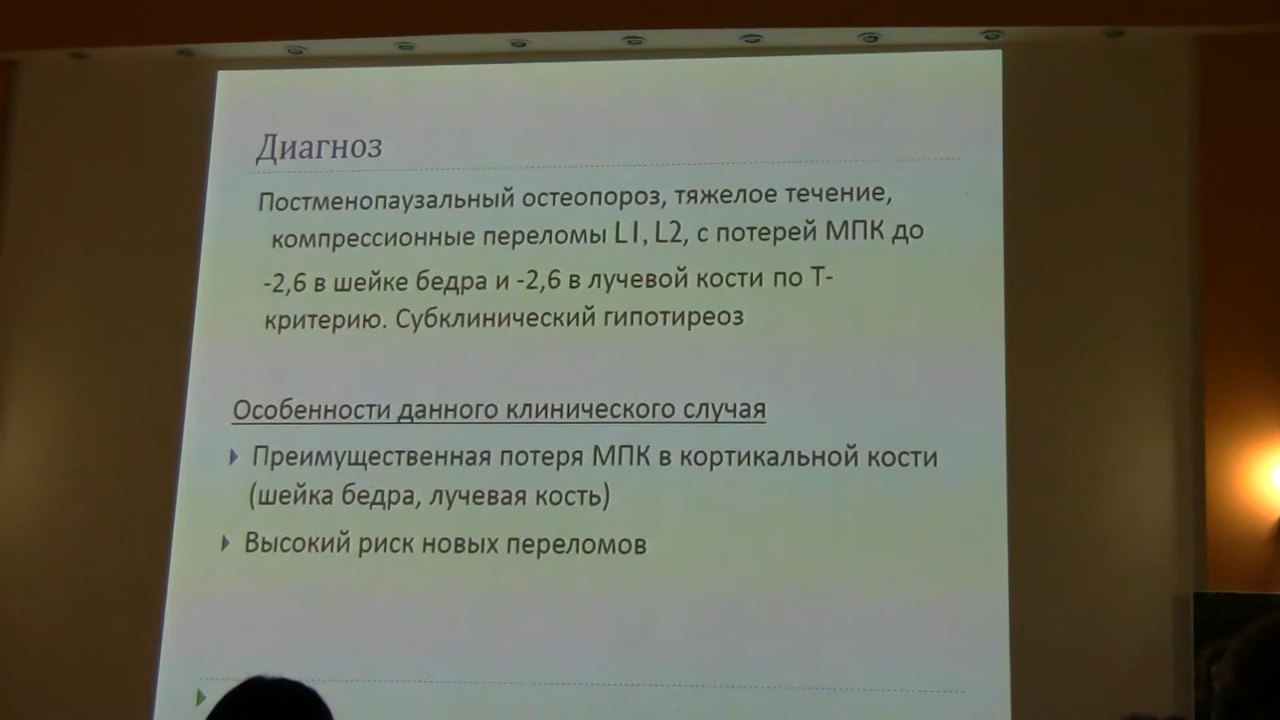 Диагноз
Постменопаузальный остеопороз, тяжелое течение,
компрессионные переломы L1, L2, с потерей МПК до
-2,6 в шейке бедра и -2,6 в лучевой кости по Т-
критерию. Субклинический гипотиреоз
Особенности данного клинического случая
Преимущественная потеря МПК в кортикальной кости
(шейка бедра, лучевая кость)
Высокий риск новых переломов